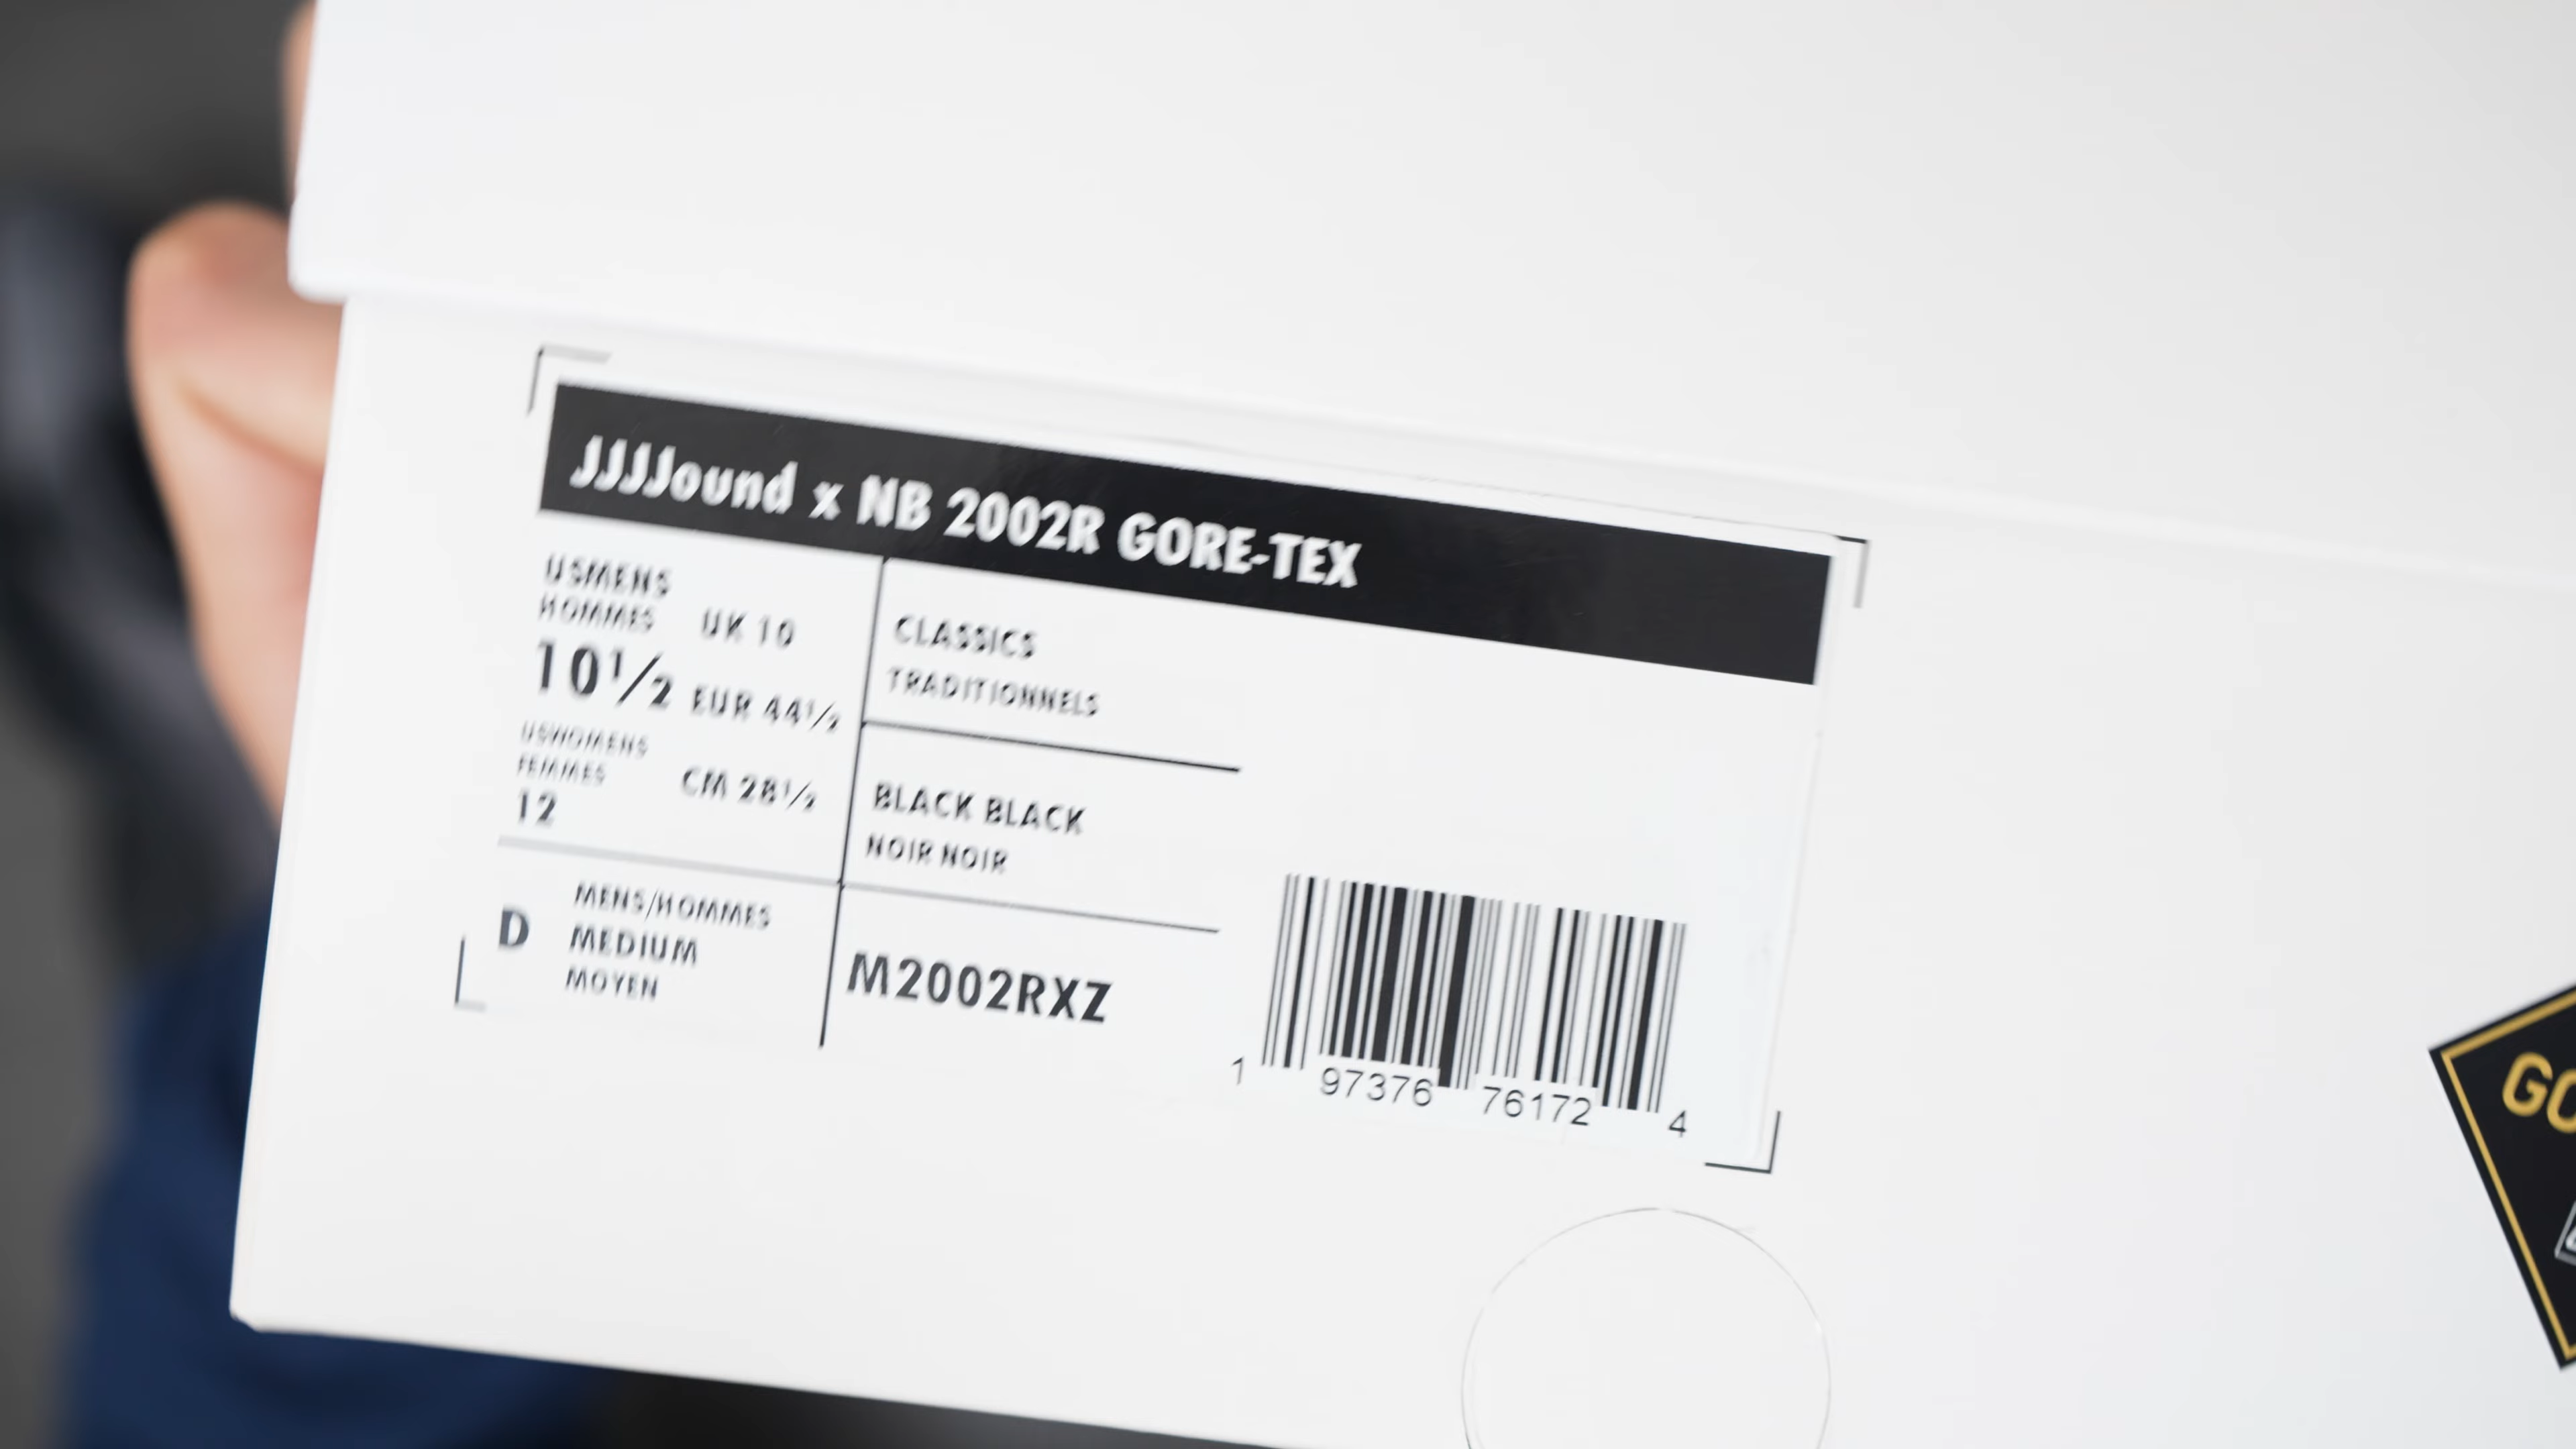 JJJJound x NB 2002R GORE-TEX
USMENS
HOMMES
10½
UK 10
EUR 44½
USWOMENS
FEMMES
12
CM 28½
CLASSICS
TRADITIONNELS
BLACK BLACK
NOIR NOIR
D
MENS/HOMMES
MEDIUM
MOYEN
M2002RXZ
1 97376 76172 4
GO